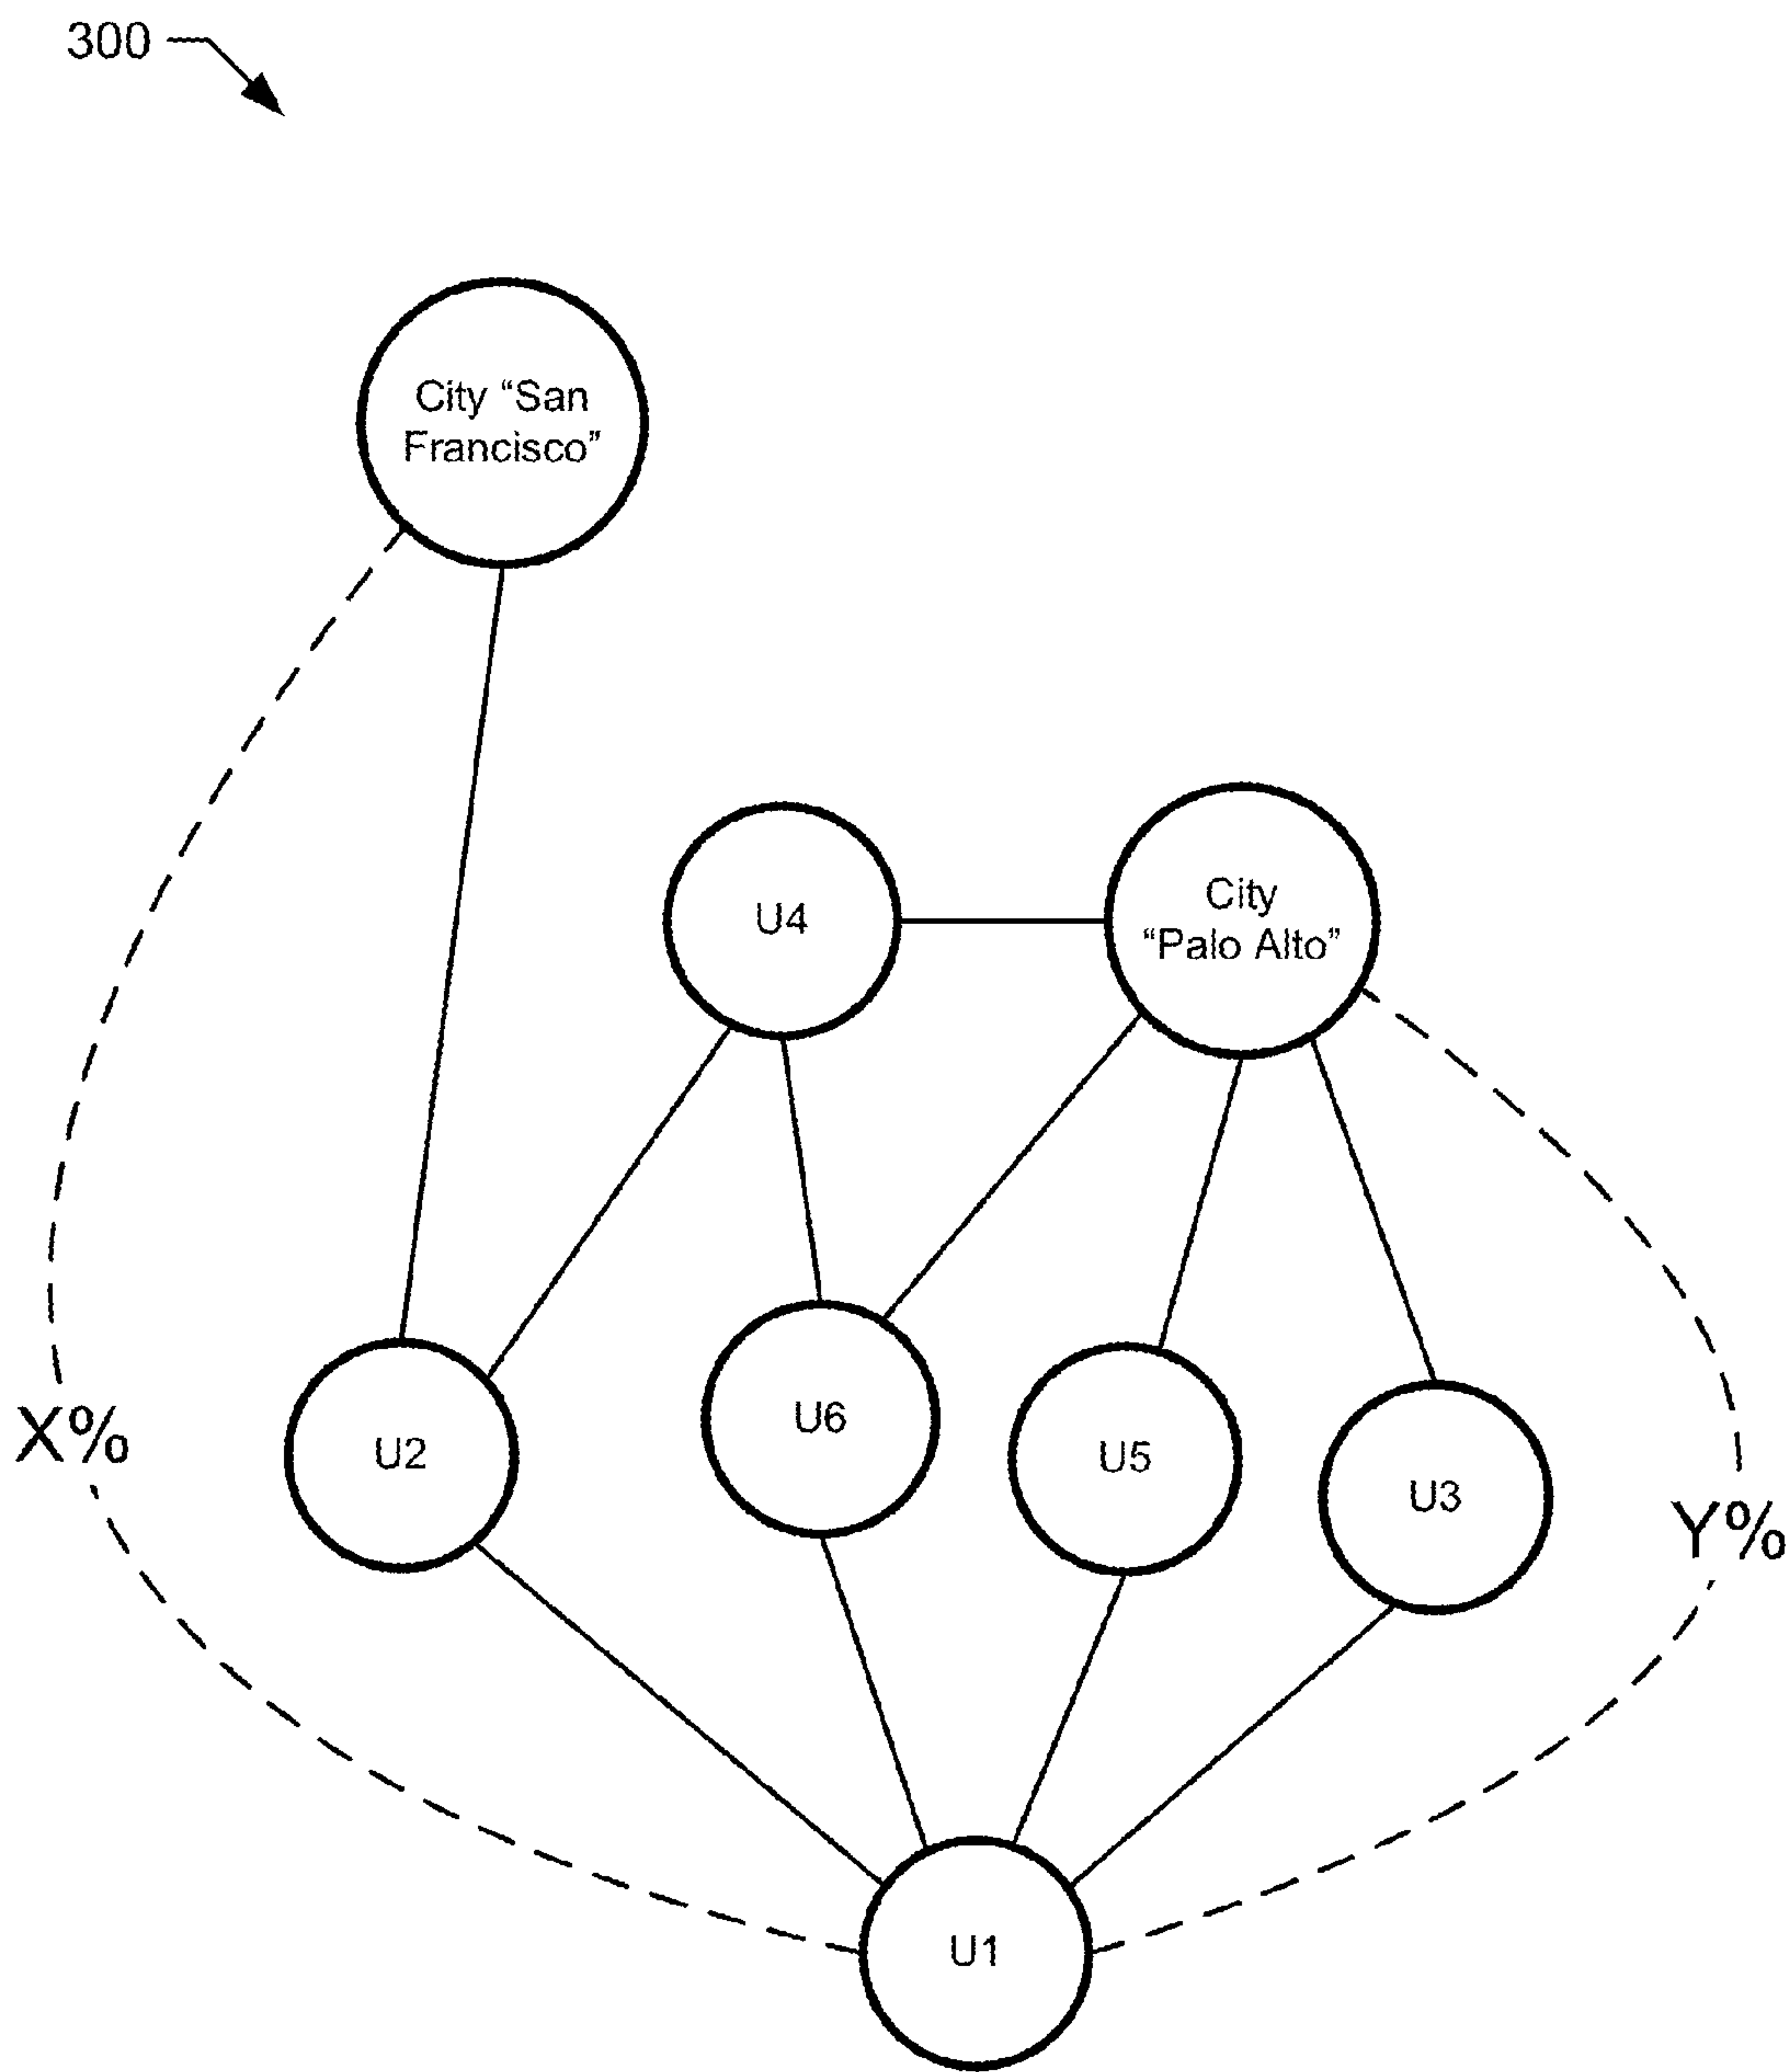 300
City “San
Francisco”
U4
City
“Palo Alto”
X%
U2
U6
U5
U3
Y%
U1